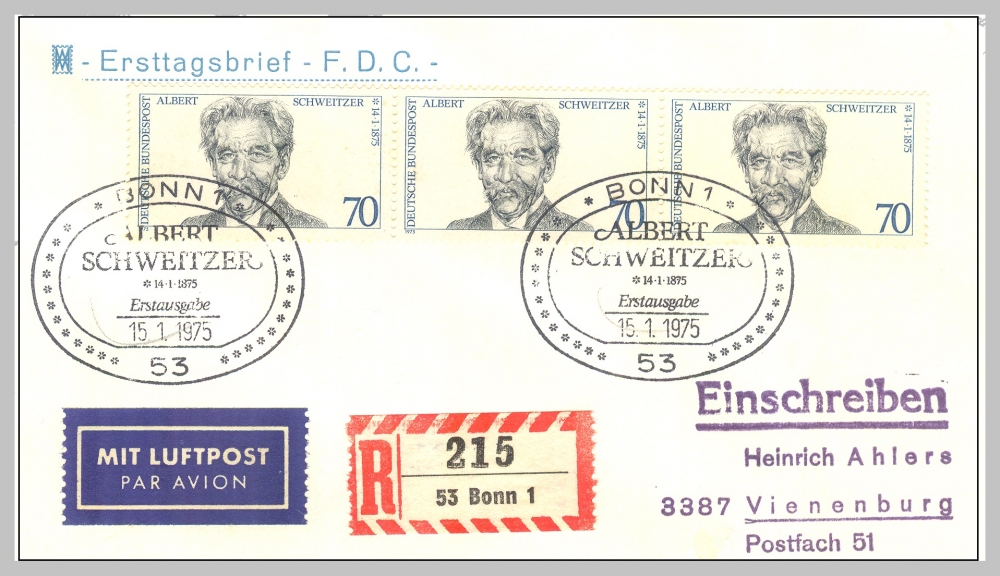 - Ersttagsbrief - F. D. C. -
DEUTSCHE BUNDESPOST
ALBERT SCHWEITZER
*14·1·1875
70
DEUTSCHE BUNDESPOST
1975
ALBERT SCHWEITZER
*14·1·1875
70
DEUTSCHE BUNDESPOST
ALBERT SCHWEITZER
*14·1·1875
70
* BONN 1 *
ALBERT
SCHWEITZER
*14·1·1875
Erstausgabe
15.1.1975
53
* BONN 1 *
ALBERT
SCHWEITZER
*14·1·1875
Erstausgabe
15.1.1975
53
Einschreiben
Heinrich Ahlers
3387 Vienenburg
Postfach 51
MIT LUFTPOST
PAR AVION
R
215
53 Bonn 1